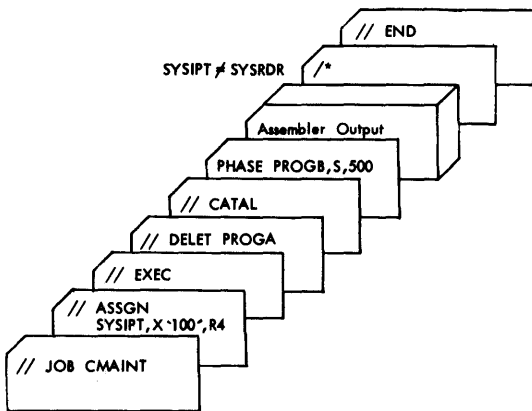 // END
SYSIPT ≠ SYSRDR
/*
Assembler Output
PHASE PROGB,S,500
// CATAL
// DELET PROGA
// EXEC
// ASSGN
SYSIPT,X'100',R4
// JOB CMAINT